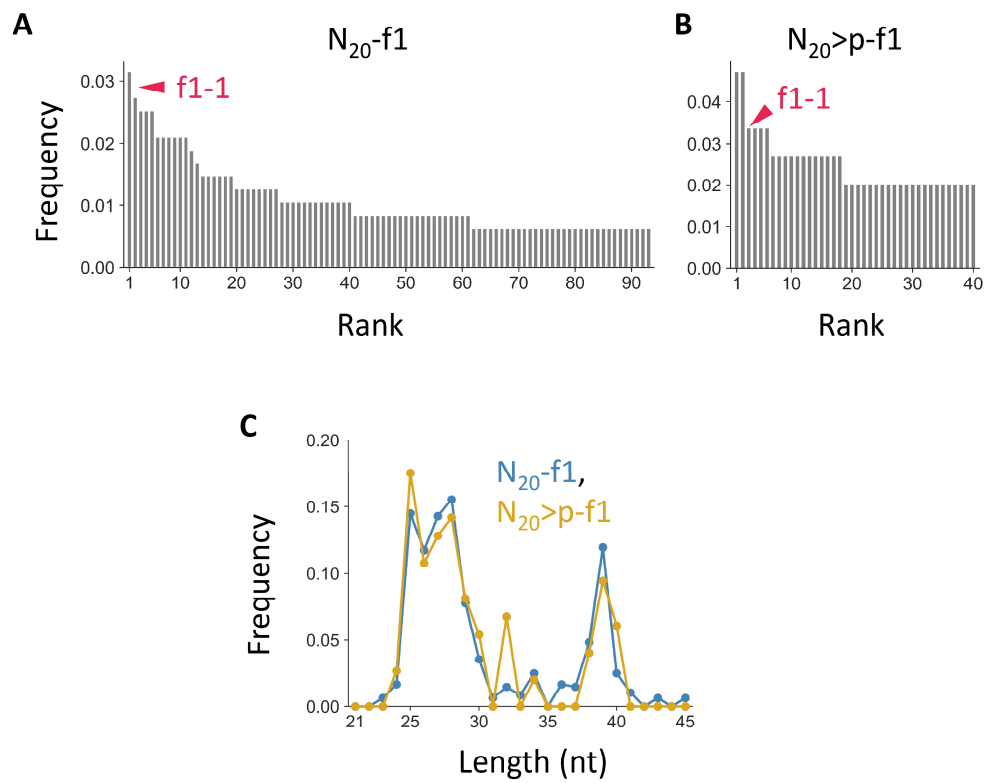 A
N20-f1
Frequency
0.03
0.02
0.01
0.00
f1-1
1 10 20 30 40 50 60 70 80 90
Rank
B
N20>p-f1
0.04
0.03
0.02
0.01
0.00
f1-1
1 10 20 30 40
Rank
C
Frequency
0.20
0.15
0.10
0.05
0.00
N20-f1,
N20>p-f1
21 25 30 35 40 45
Length (nt)